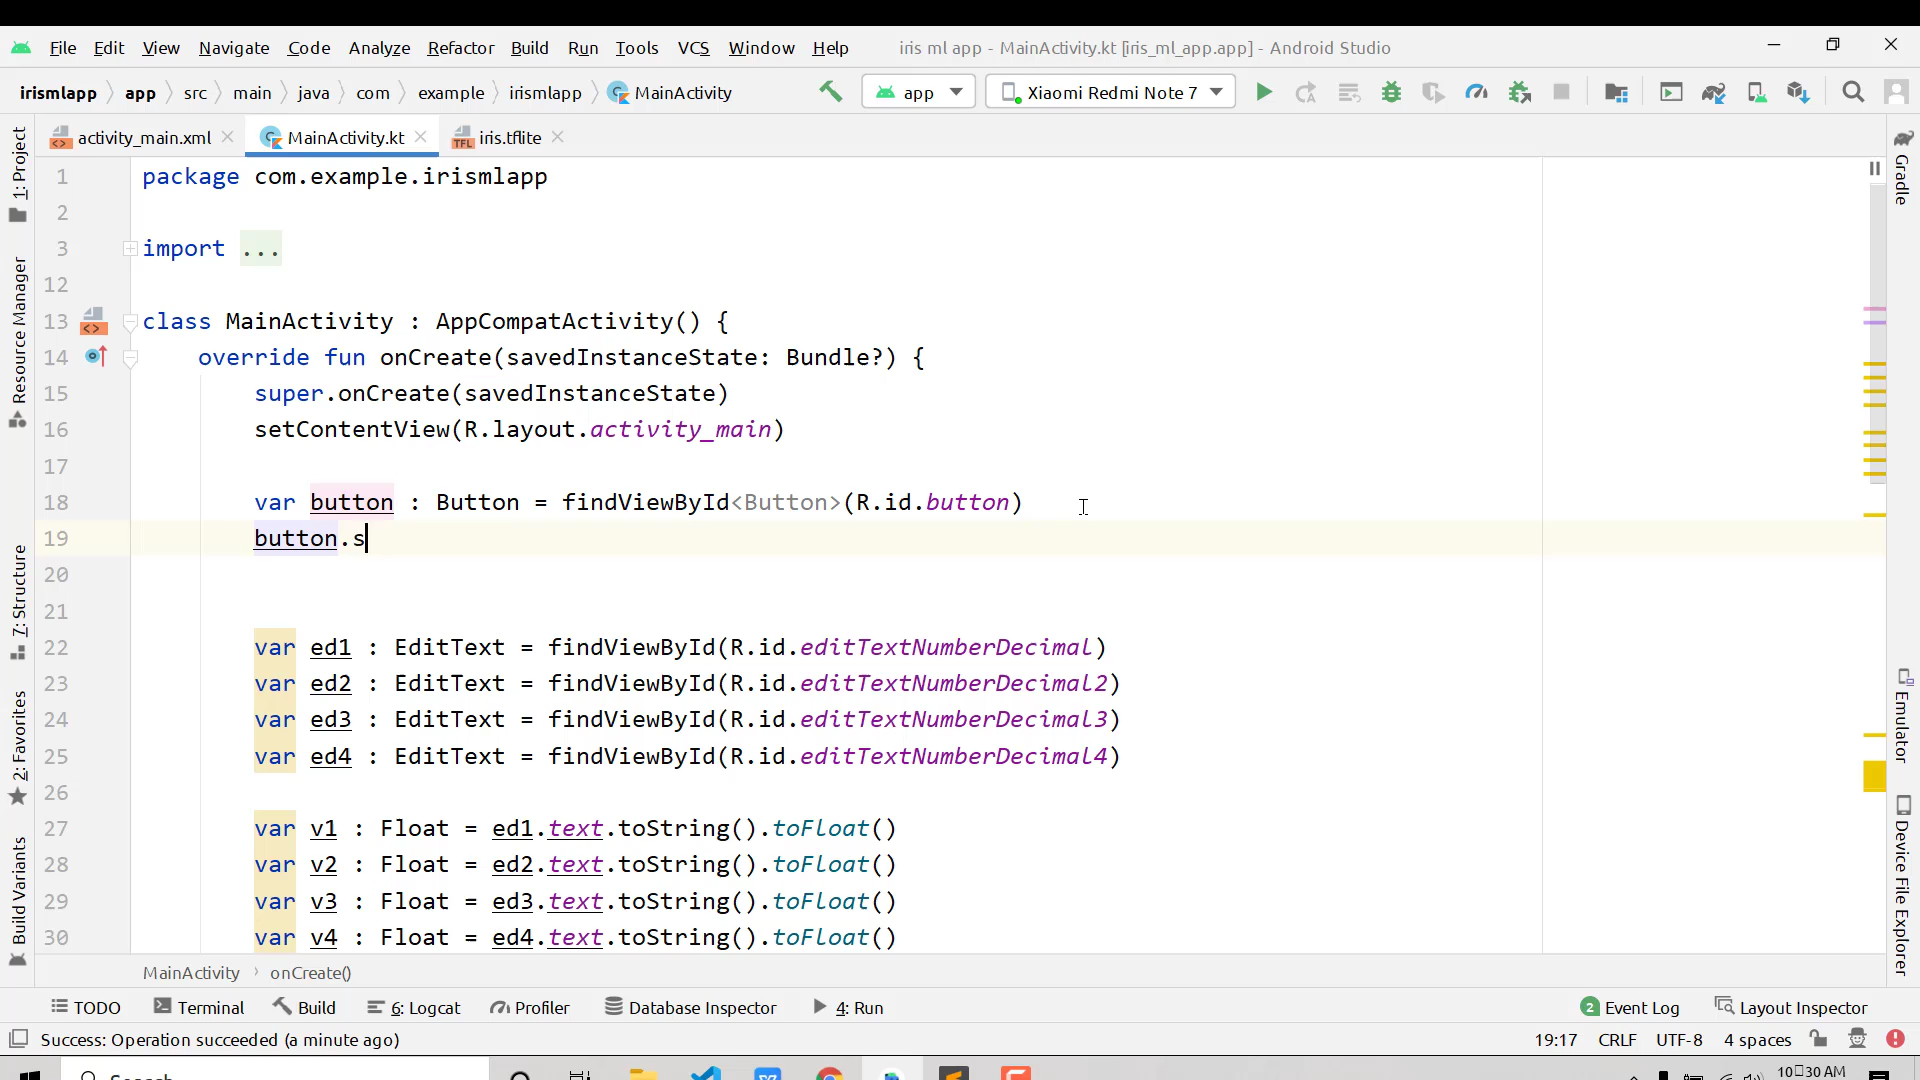 File Edit View Navigate Code Analyze Refactor Build Run Tools VCS Window Help iris ml app - MainActivity.kt [iris_ml_app.app] - Android Studio
irismlapp app src main java com example irismlapp MainActivity app Xiaomi Redmi Note 7
activity_main.xml MainActivity.kt iris.tflite
1 package com.example.irismlapp
2
3 import ...
12
13 class MainActivity : AppCompatActivity() {
14 override fun onCreate(savedInstanceState: Bundle?) {
15 super.onCreate(savedInstanceState)
16 setContentView(R.layout.activity_main)
17
18 var button : Button = findViewById<Button>(R.id.button)
19 button.s
20
21
22 var ed1 : EditText = findViewById(R.id.editTextNumberDecimal)
23 var ed2 : EditText = findViewById(R.id.editTextNumberDecimal2)
24 var ed3 : EditText = findViewById(R.id.editTextNumberDecimal3)
25 var ed4 : EditText = findViewById(R.id.editTextNumberDecimal4)
26
27 var v1 : Float = ed1.text.toString().toFloat()
28 var v2 : Float = ed2.text.toString().toFloat()
29 var v3 : Float = ed3.text.toString().toFloat()
30 var v4 : Float = ed4.text.toString().toFloat()
1: Project
Resource Manager
7: Structure
2: Favorites
Build Variants
Gradle
Emulator
Device File Explorer
MainActivity › onCreate()
TODO Terminal Build 6: Logcat Profiler Database Inspector 4: Run 2 Event Log Layout Inspector
Success: Operation succeeded (a minute ago) 19:17 CRLF UTF-8 4 spaces